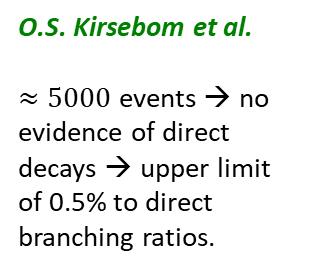 O.S. Kirsebom et al.
≈ 5000 events → no
evidence of direct
decays → upper limit
of 0.5% to direct
branching ratios.